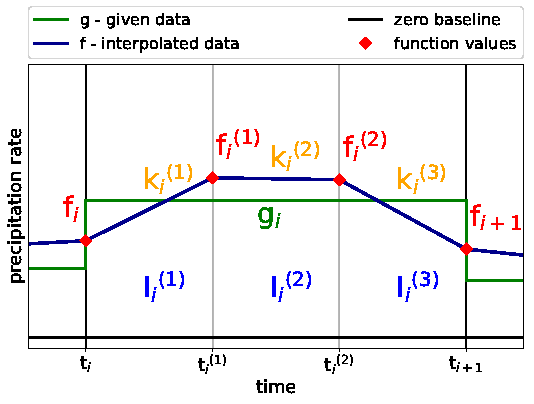 g - given data
f - interpolated data
zero baseline
function values
precipitation rate
f_i
k_i^(1)
f_i^(1)
k_i^(2)
f_i^(2)
k_i^(3)
f_{i+1}
g_i
I_i^(1)
I_i^(2)
I_i^(3)
t_i
t_i^(1)
t_i^(2)
t_{i+1}
time